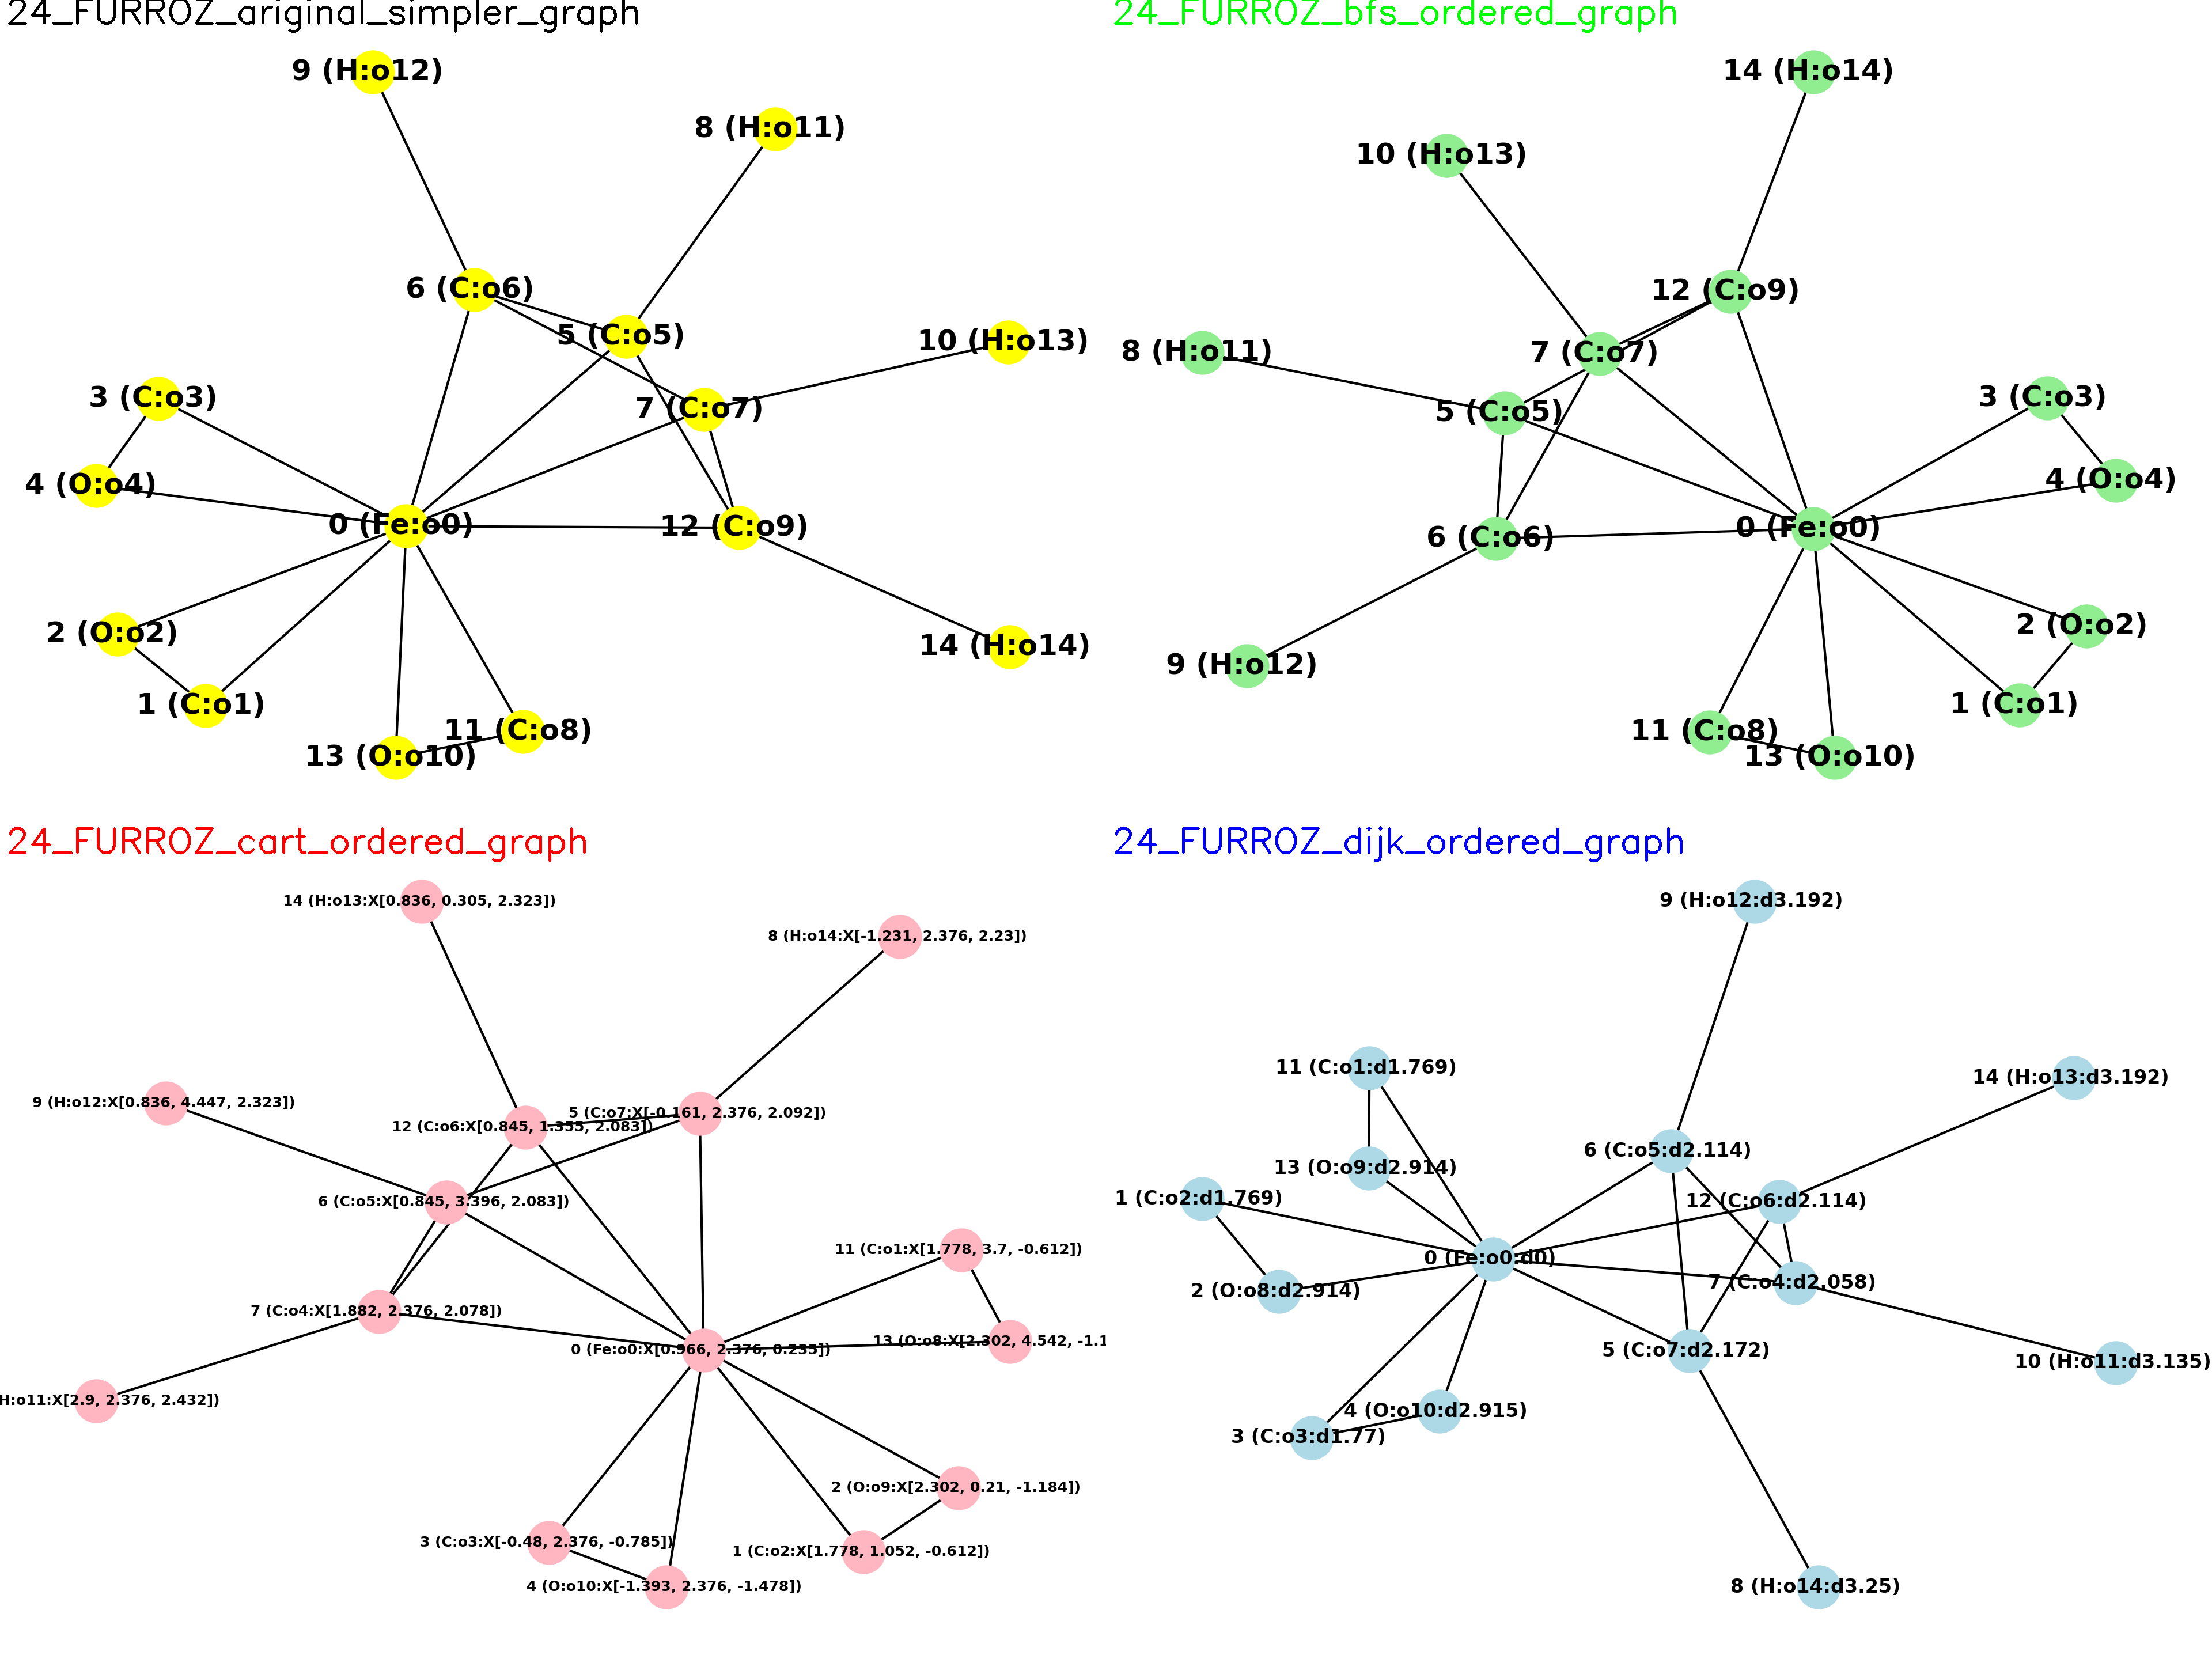 24_FURROZ_ariginal_simpler_graph
9 (H:o12)
8 (H:o11)
6 (C:o6)
5 (C:o5)
10 (H:o13)
3 (C:o3)
7 (C:o7)
4 (O:o4)
0 (Fe:o0)
12 (C:o9)
2 (O:o2)
14 (H:o14)
1 (C:o1)
11 (C:o8)
13 (O:o10)
24_FURROZ_bfs_ordered_graph
14 (H:o14)
10 (H:o13)
12 (C:o9)
8 (H:o11)
7 (C:o7)
3 (C:o3)
5 (C:o5)
4 (O:o4)
0 (Fe:o0)
6 (C:o6)
2 (O:o2)
9 (H:o12)
1 (C:o1)
11 (C:o8)
13 (O:o10)
24_FURROZ_cart_ordered_graph
14 (H:o13:X[0.836, 0.305, 2.323])
8 (H:o14:X[-1.231, 2.376, 2.23])
9 (H:o12:X[0.836, 4.447, 2.323])
5 (C:o7:X[-0.161, 2.376, 2.092])
12 (C:o6:X[0.845, 1.355, 2.083])
6 (C:o5:X[0.845, 3.396, 2.083])
11 (C:o1:X[1.778, 3.7, -0.612])
7 (C:o4:X[1.882, 2.376, 2.078])
13 (O:o8:X[2.302, 4.542, -1.1
0 (Fe:o0:X[0.966, 2.376, 0.235])
H:o11:X[2.9, 2.376, 2.432])
2 (O:o9:X[2.302, 0.21, -1.184])
3 (C:o3:X[-0.48, 2.376, -0.785])
1 (C:o2:X[1.778, 1.052, -0.612])
4 (O:o10:X[-1.393, 2.376, -1.478])
24_FURROZ_dijk_ordered_graph
9 (H:o12:d3.192)
11 (C:o1:d1.769)
14 (H:o13:d3.192)
6 (C:o5:d2.114)
13 (O:o9:d2.914)
1 (C:o2:d1.769)
12 (C:o6:d2.114)
0 (Fe:o0:d0)
7 (C:o4:d2.058)
2 (O:o8:d2.914)
5 (C:o7:d2.172)
10 (H:o11:d3.135)
4 (O:o10:d2.915)
3 (C:o3:d1.77)
8 (H:o14:d3.25)